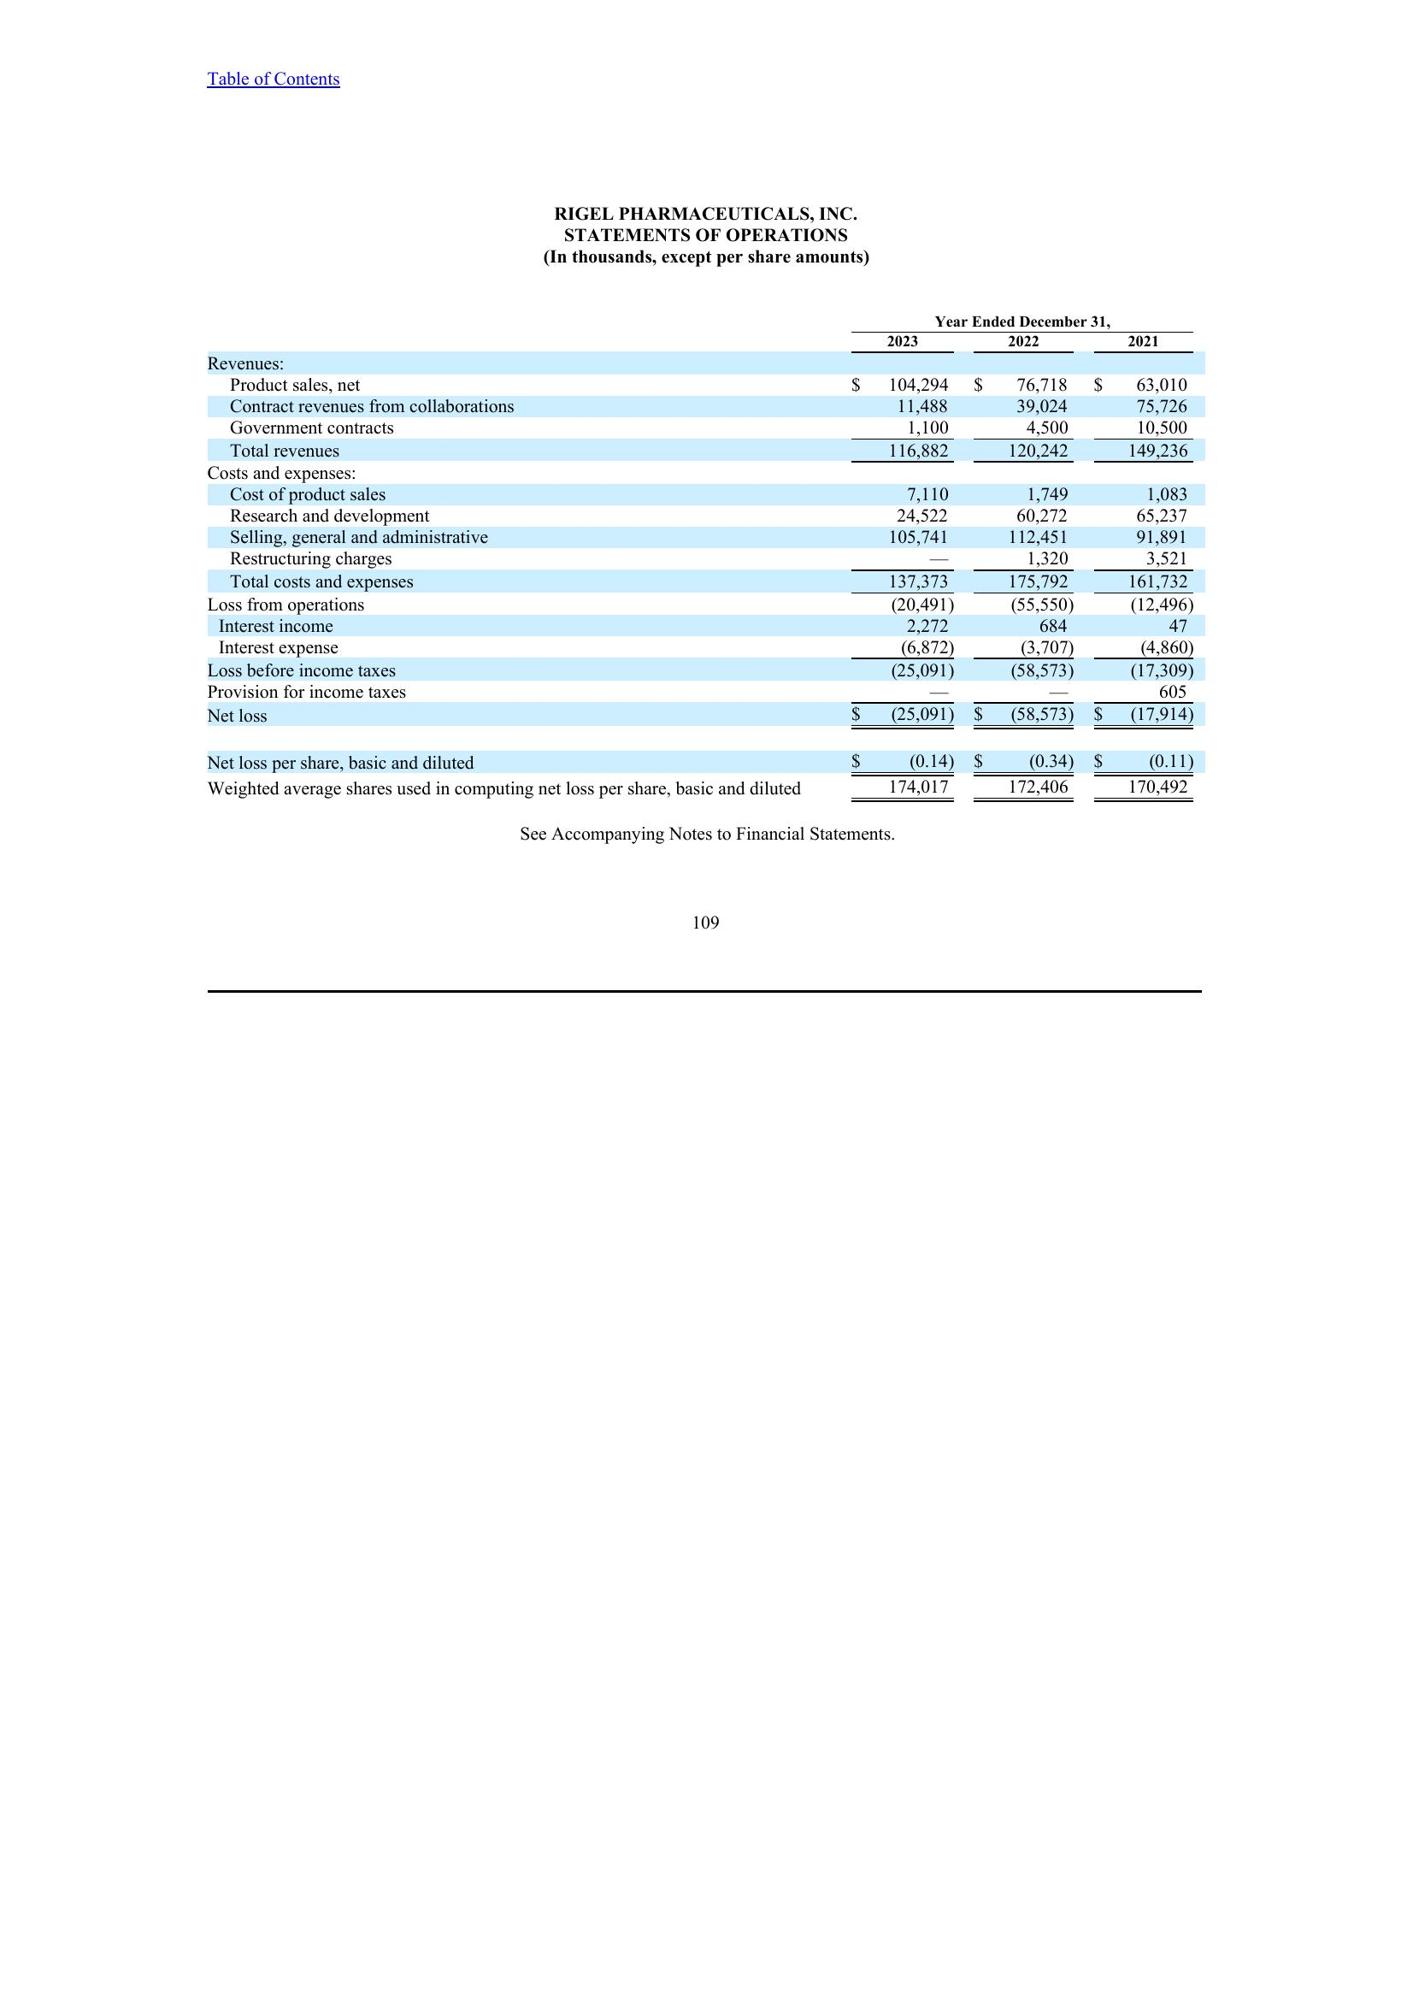 Table of Contents
RIGEL PHARMACEUTICALS, INC.
STATEMENTS OF OPERATIONS
(In thousands, except per share amounts)
Year Ended December 31,
2023 2022 2021
Revenues:
Product sales, net $ 104,294 $ 76,718 $ 63,010
Contract revenues from collaborations 11,488 39,024 75,726
Government contracts 1,100 4,500 10,500
Total revenues 116,882 120,242 149,236
Costs and expenses:
Cost of product sales 7,110 1,749 1,083
Research and development 24,522 60,272 65,237
Selling, general and administrative 105,741 112,451 91,891
Restructuring charges — 1,320 3,521
Total costs and expenses 137,373 175,792 161,732
Loss from operations (20,491) (55,550) (12,496)
Interest income 2,272 684 47
Interest expense (6,872) (3,707) (4,860)
Loss before income taxes (25,091) (58,573) (17,309)
Provision for income taxes — — 605
Net loss $ (25,091) $ (58,573) $ (17,914)
Net loss per share, basic and diluted $ (0.14) $ (0.34) $ (0.11)
Weighted average shares used in computing net loss per share, basic and diluted 174,017 172,406 170,492
See Accompanying Notes to Financial Statements.
109